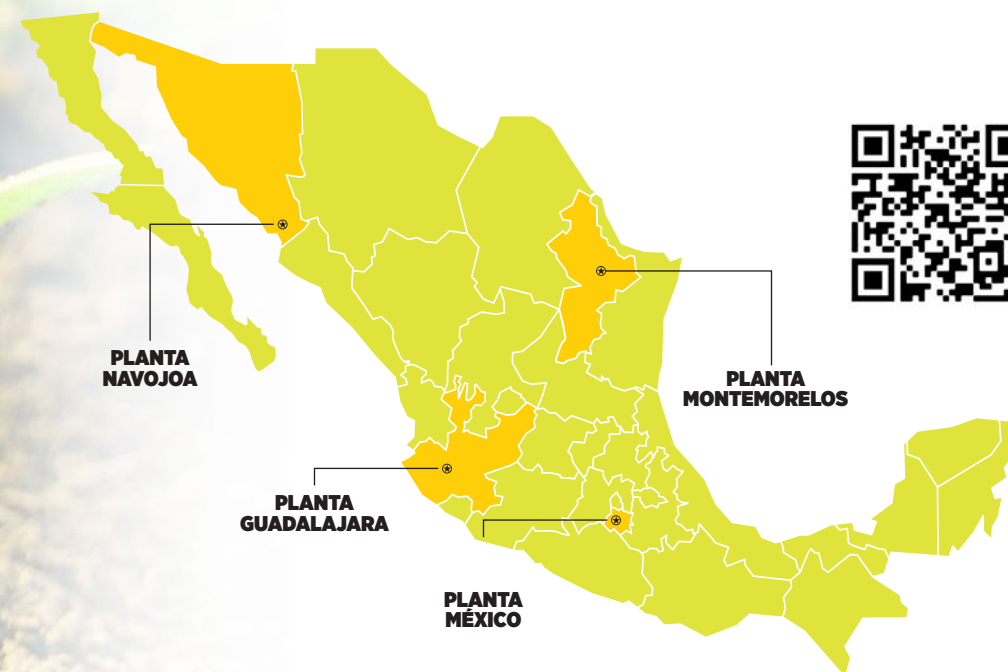 PLANTA
NAVOJOA
PLANTA
MONTEMORELOS
PLANTA
GUADALAJARA
PLANTA
MÉXICO